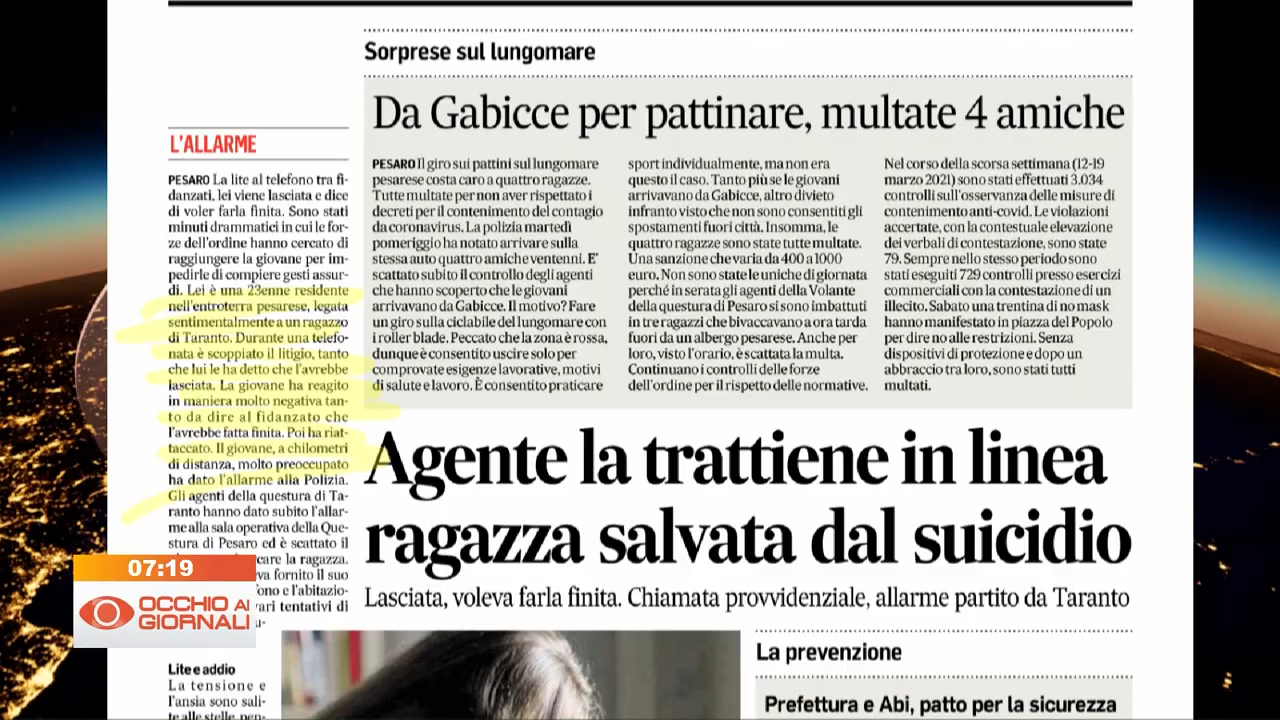 Sorprese sul lungomare
Da Gabicce per pattinare, multate 4 amiche
PESARO Il giro sui pattini sul lungomare
pesarese costa caro a quattro ragazze.
Tutte multate per non aver rispettato i
decreti per il contenimento del contagio
da coronavirus. La polizia martedì
pomeriggio ha notato arrivare sulla
stessa auto quattro amiche ventenni. E'
scattato subito il controllo degli agenti
che hanno scoperto che le giovani
arrivavano da Gabicce. Il motivo? Fare
un giro sulla ciclabile del lungomare con
i roller blade. Peccato che la zona è rossa,
dunque è consentito uscire solo per
comprovate esigenze lavorative, motivi
di salute e lavoro. È consentito praticare
sport individualmente, ma non era
questo il caso. Tanto più se le giovani
arrivavano da Gabicce, altro divieto
infranto visto che non sono consentiti gli
spostamenti fuori città. Insomma, le
quattro ragazze sono state tutte multate.
Una sanzione che varia da 400 a 1000
euro. Non sono state le uniche di giornata
perché in serata gli agenti della Volante
della questura di Pesaro si sono imbattuti
in tre ragazzi che bivaccavano a ora tarda
fuori da un albergo pesarese. Anche per
loro, visto l'orario, è scattata la multa.
Continuano i controlli delle forze
dell'ordine per il rispetto delle normative.
Nel corso della scorsa settimana (12-19
marzo 2021) sono stati effettuati 3.034
controlli sull'osservanza delle misure di
contenimento anti-covid. Le violazioni
accertate, con la contestuale elevazione
dei verbali di contestazione, sono state
79. Sempre nello stesso periodo sono
stati eseguiti 729 controlli presso esercizi
commerciali con la contestazione di un
illecito. Sabato una trentina di no mask
hanno manifestato in piazza del Popolo
per dire no alle restrizioni. Senza
dispositivi di protezione e dopo un
abbraccio tra loro, sono stati tutti
multati.
L'ALLARME
PESARO La lite al telefono tra fi-
danzati, lei viene lasciata e dice
di voler farla finita. Sono stati
minuti drammatici in cui le for-
ze dell'ordine hanno cercato di
raggiungere la giovane per im-
pedirle di compiere gesti assur-
di. Lei è una 23enne residente
nell'entroterra pesarese, legata
sentimentalmente a un ragazzo
di Taranto. Durante una telefo-
nata è scoppiato il litigio, tanto
che lui le ha detto che l'avrebbe
lasciata. La giovane ha reagito
in maniera molto negativa tan-
to da dire al fidanzato che
l'avrebbe fatta finita. Poi ha riat-
taccato. Il giovane, a chilometri
di distanza, molto preoccupato
ha dato l'allarme alla Polizia.
Gli agenti della questura di Ta-
ranto hanno dato subito l'allar-
me alla sala operativa della Que-
stura di Pesaro ed è scattato il
care la ragazza.
va fornito il suo
ono e l'abitazio-
vari tentativi di
Lite e addio
La tensione e
l'ansia sono sali-
te alle stelle, pen-
Agente la trattiene in linea
ragazza salvata dal suicidio
Lasciata, voleva farla finita. Chiamata provvidenziale, allarme partito da Taranto
La prevenzione
Prefettura e Abi, patto per la sicurezza
07:19
OCCHIO AI
GIORNALI